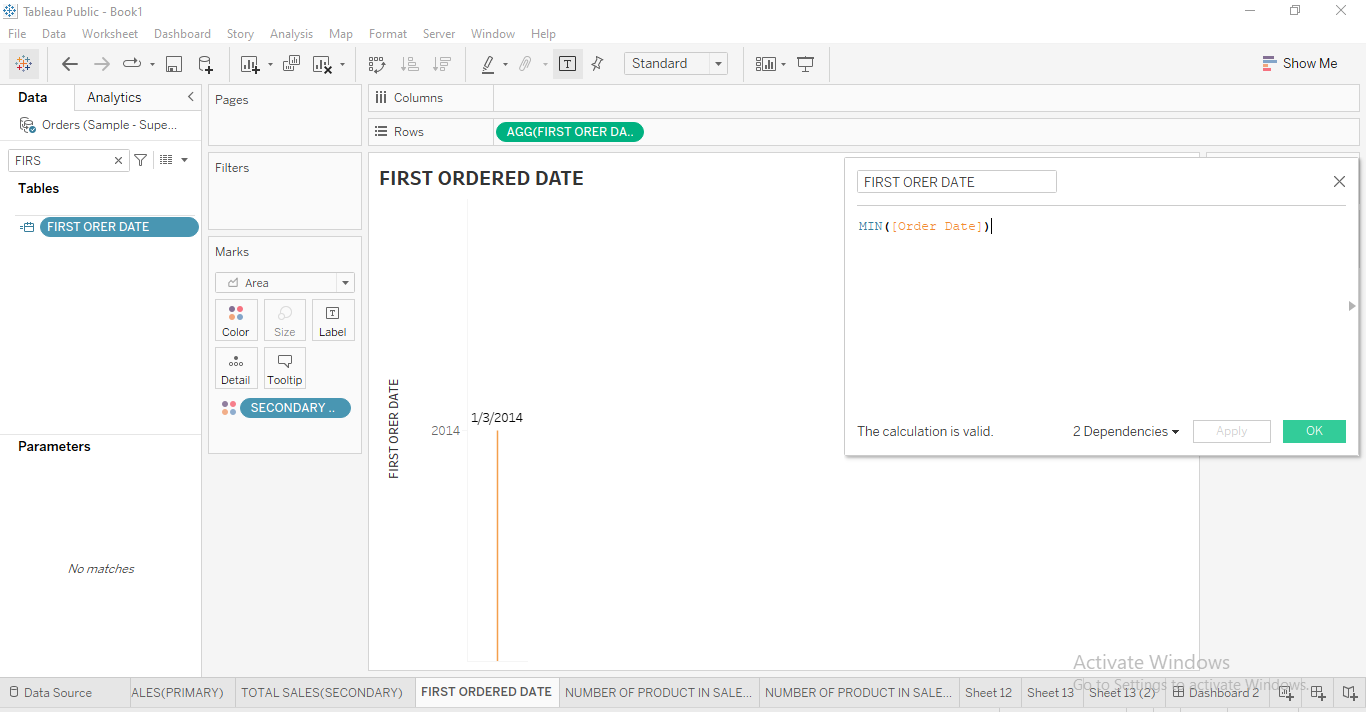 Tableau Public - Book1
File Data Worksheet Dashboard Story Analysis Map Format Server Window Help
Standard
Show Me
Data Analytics
Orders (Sample - Supe...
FIRS
Tables
FIRST ORER DATE
Parameters
No matches
Pages
Filters
Marks
Area
Color Size Label
Detail Tooltip
SECONDARY ..
Columns
Rows AGG(FIRST ORER DA..
FIRST ORDERED DATE
FIRST ORER DATE
2014
1/3/2014
FIRST ORER DATE
MIN([Order Date])
The calculation is valid. 2 Dependencies Apply OK
Activate Windows
Go to Settings to activate Windows.
Data Source ALES(PRIMARY) TOTAL SALES(SECONDARY) FIRST ORDERED DATE NUMBER OF PRODUCT IN SALE... NUMBER OF PRODUCT IN SALE... Sheet 12 Sheet 13 Sheet 13 (2) Dashboard 2